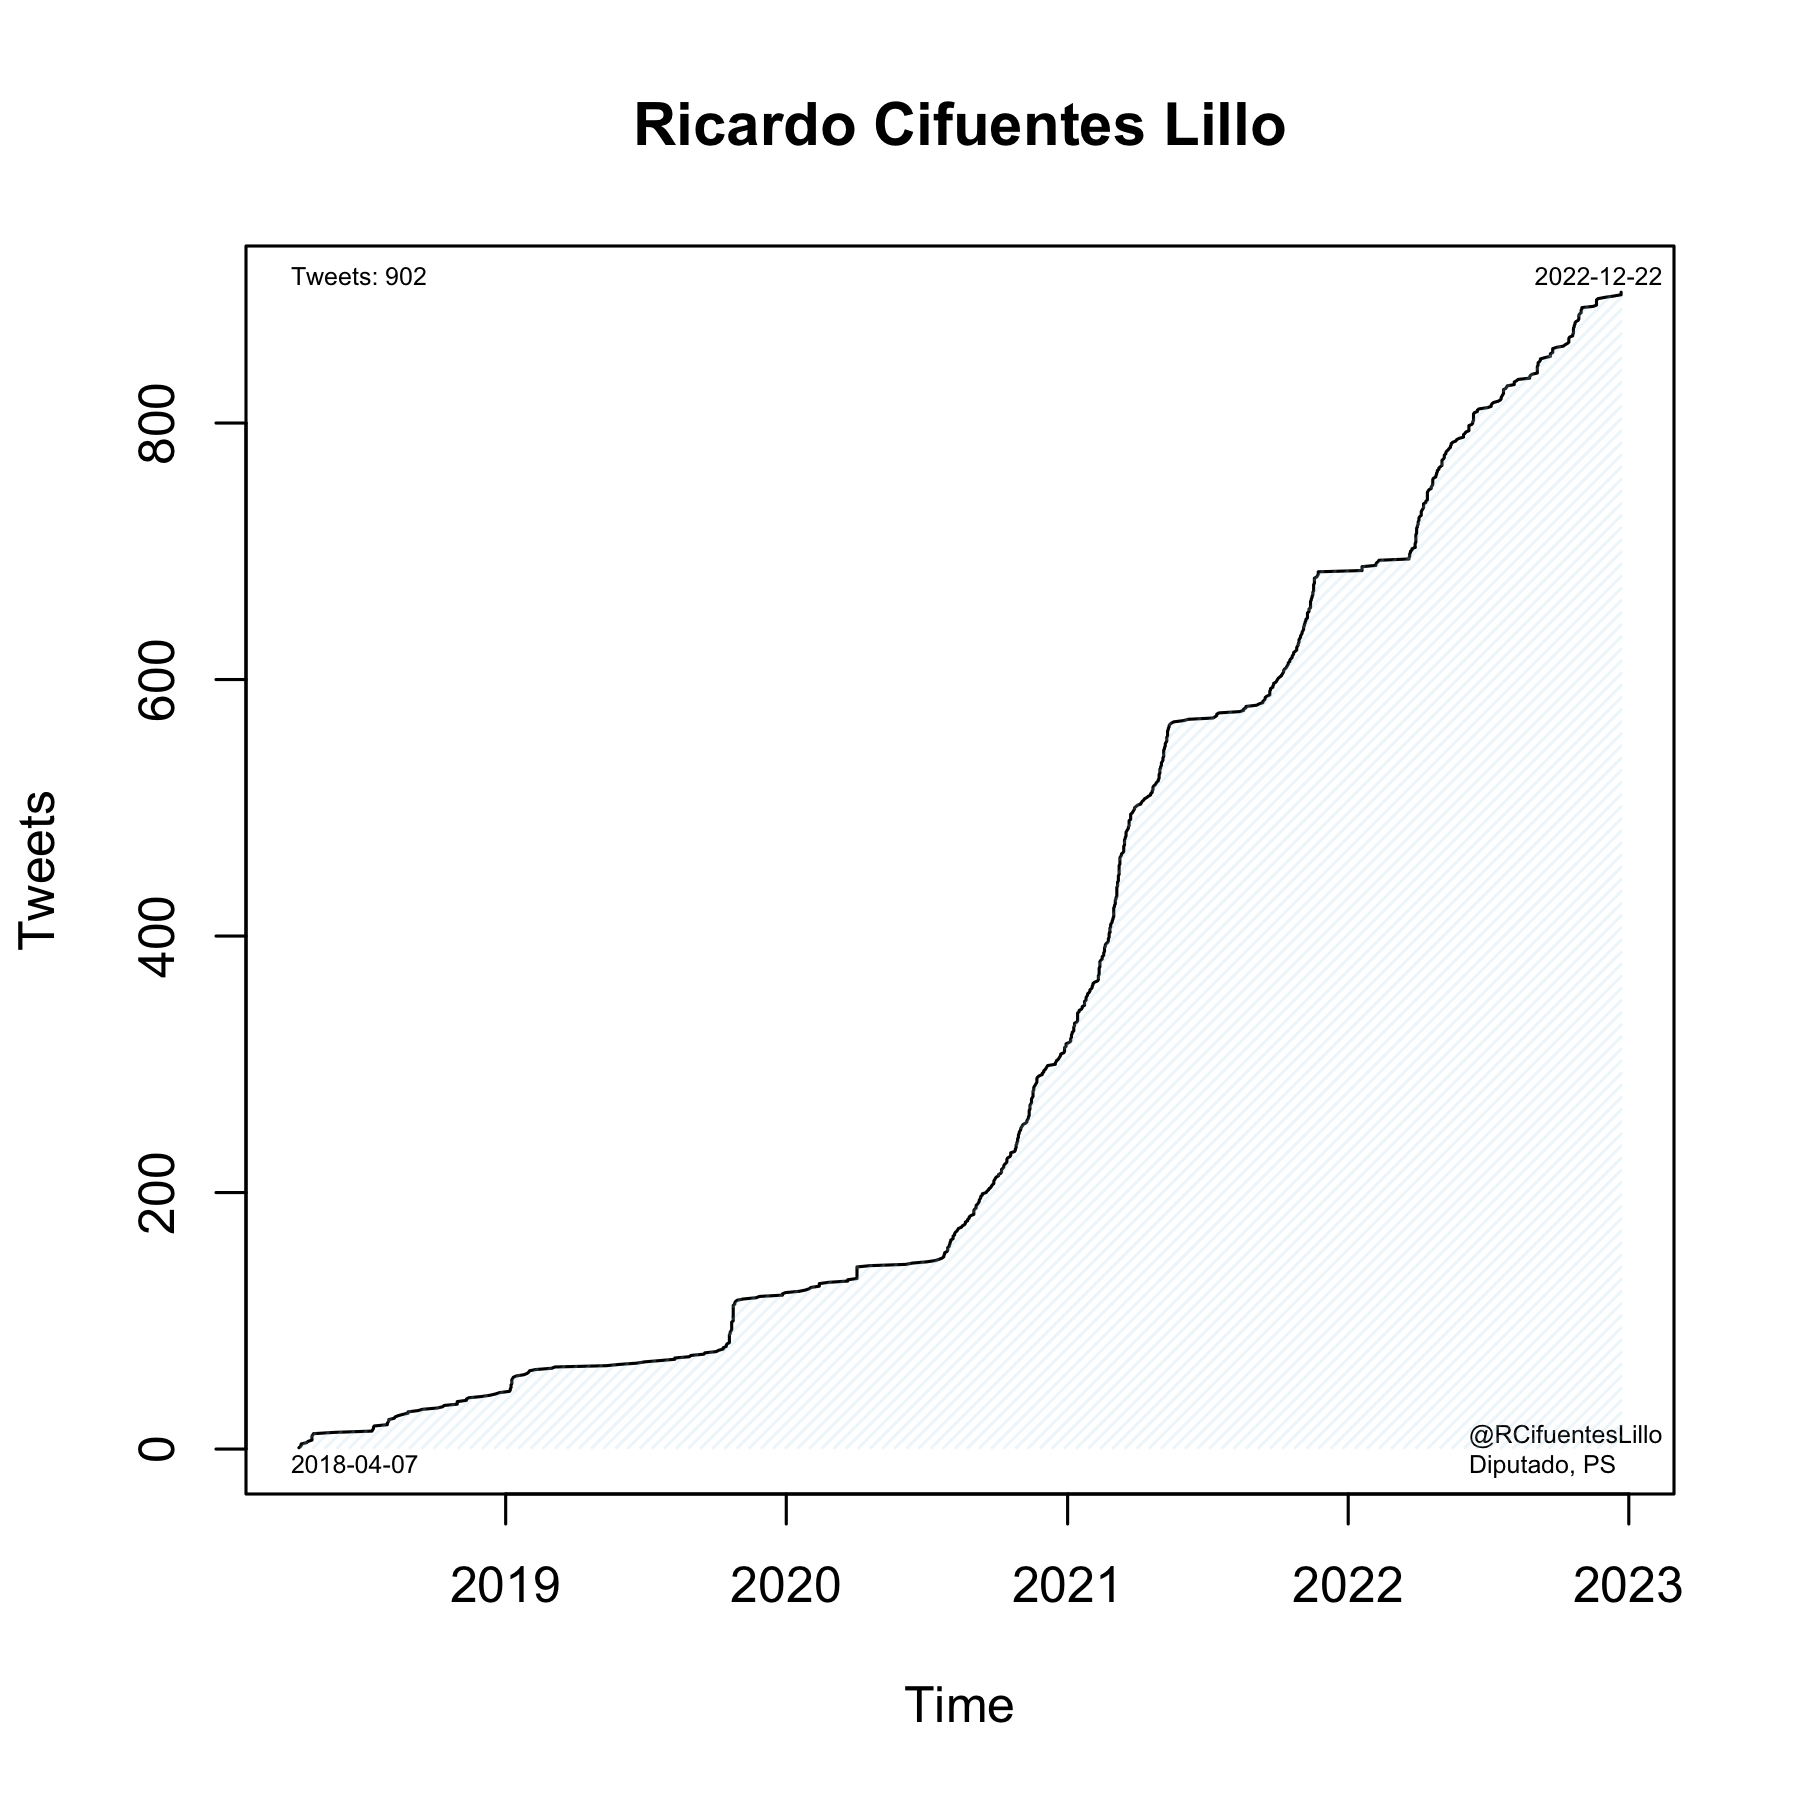 Ricardo Cifuentes Lillo
Tweets: 902
2022-12-22
Tweets
800
600
400
200
0
@RCifuentesLillo
2018-04-07
Diputado, PS
2019
2020
2021
2022
2023
Time